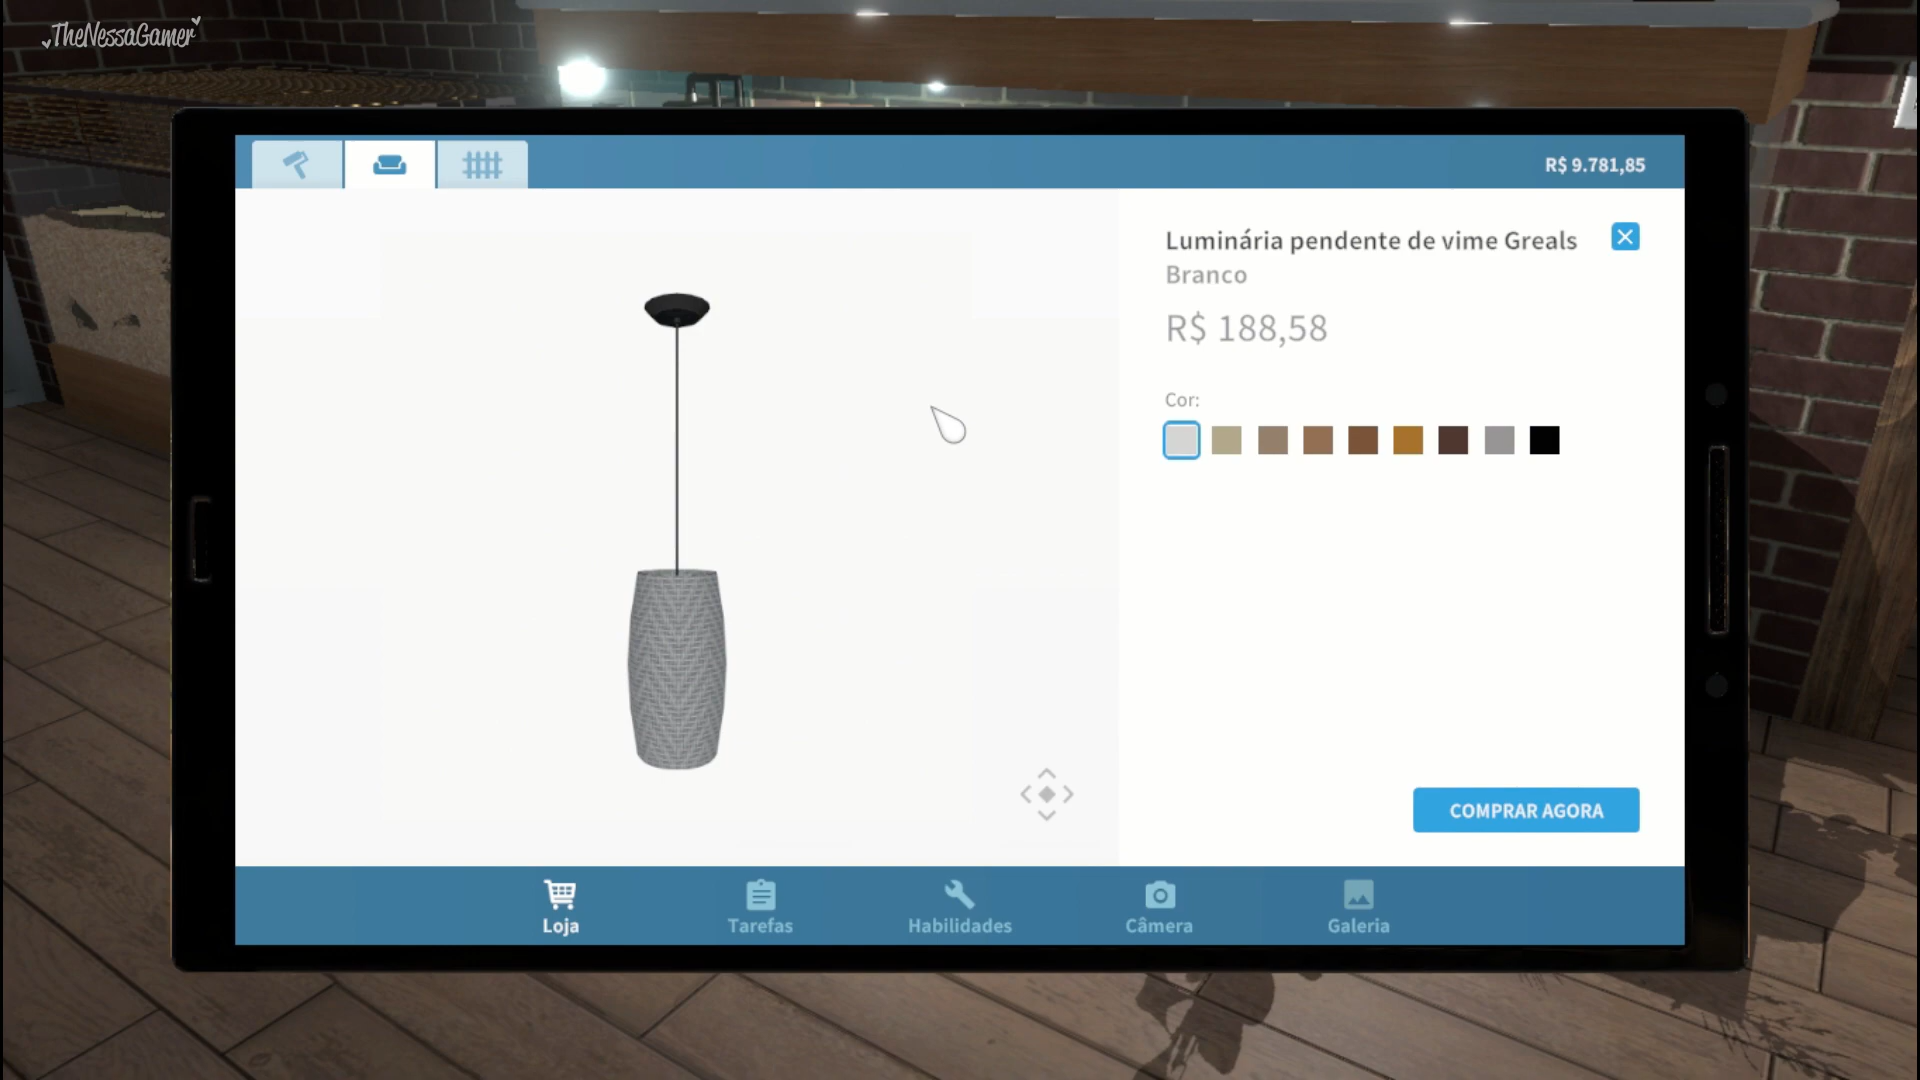 TheNessaGamer
R$ 9.781,85
Luminária pendente de vime Greals
Branco
R$ 188,58
Cor:
COMPRAR AGORA
Loja
Tarefas
Habilidades
Câmera
Galeria